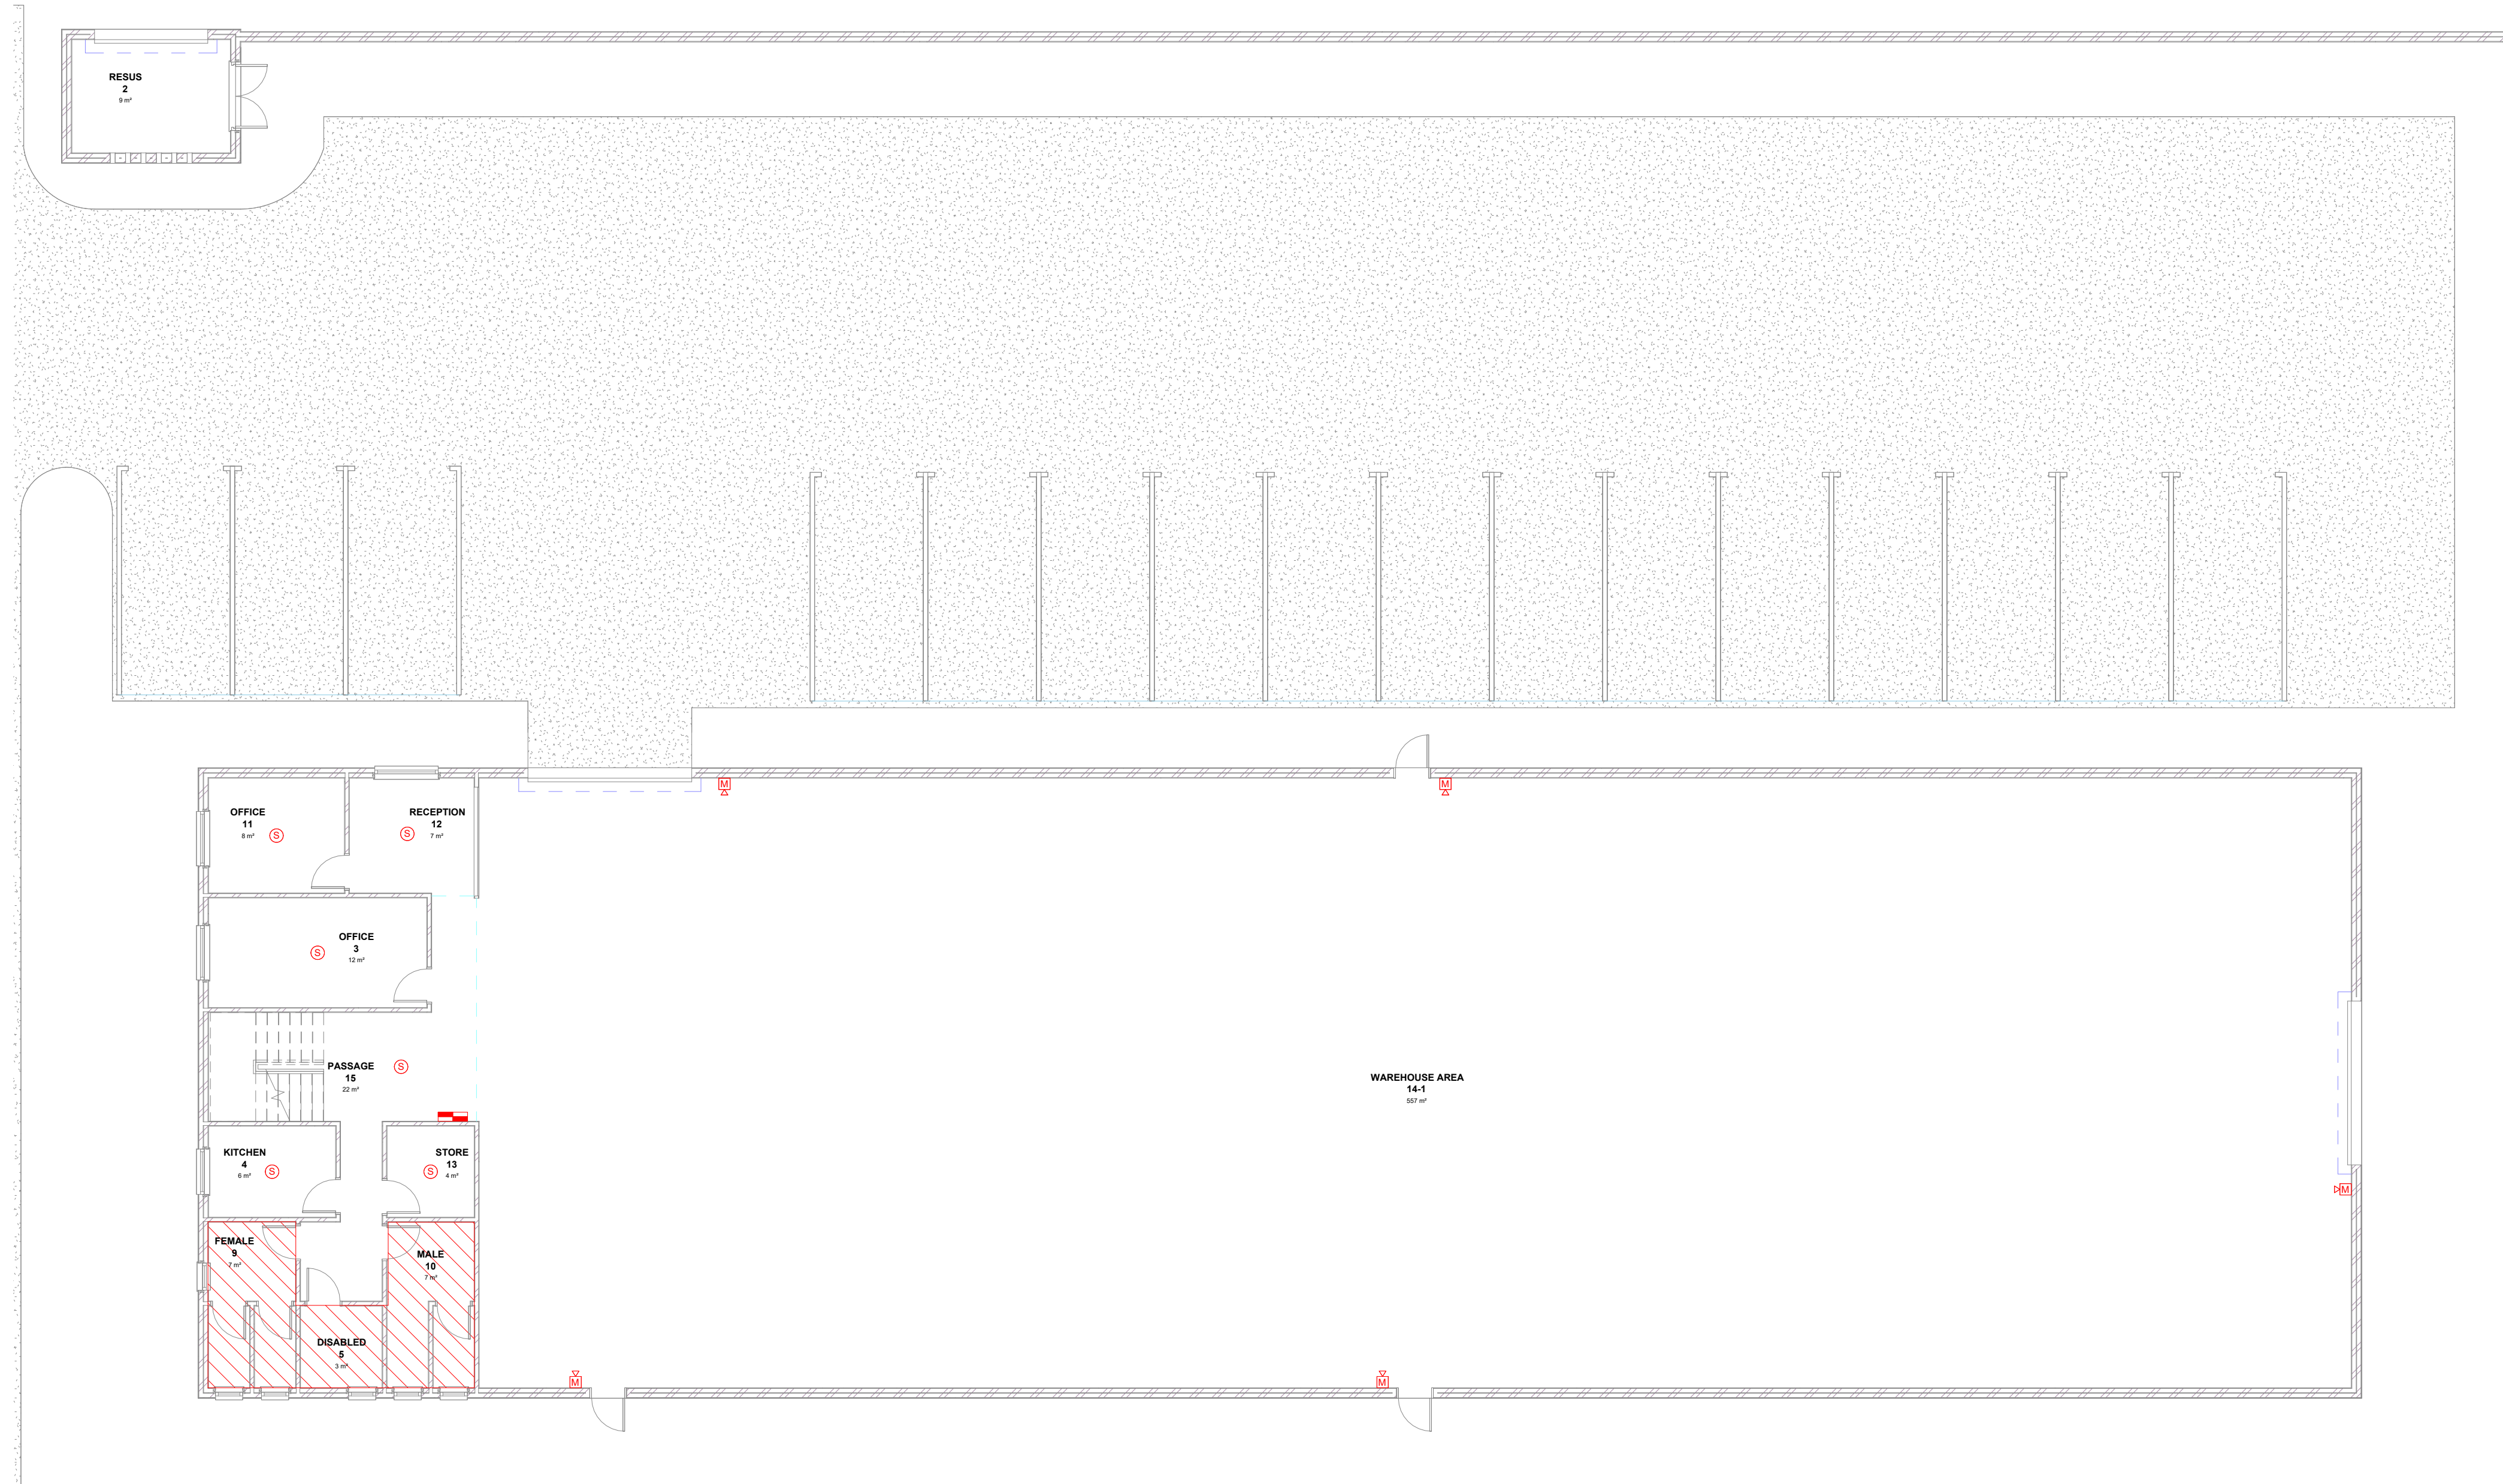 RESUS
2
9 m²
M
M
OFFICE
11
8 m²
S
RECEPTION
12
7 m²
S
OFFICE
3
12 m²
S
PASSAGE
15
22 m²
S
WAREHOUSE AREA
14-1
557 m²
KITCHEN
4
6 m²
S
STORE
13
4 m²
S
M
FEMALE
9
7 m²
MALE
10
7 m²
DISABLED
5
3 m²
M
M